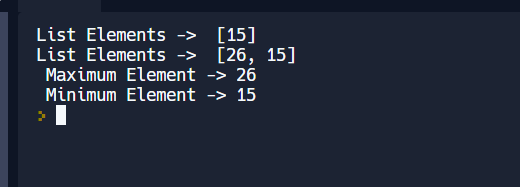 List Elements ->  [15]
List Elements ->  [26, 15]
 Maximum Element -> 26
 Minimum Element -> 15
>